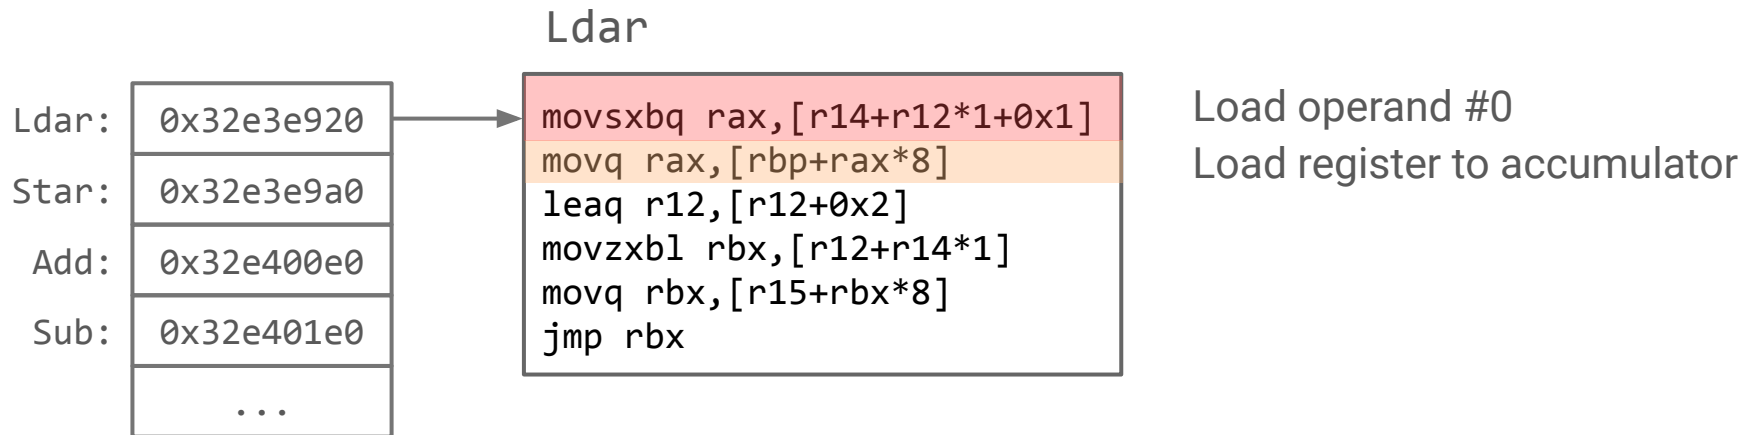 Ldar
Ldar: 0x32e3e920
Star: 0x32e3e9a0
Add: 0x32e400e0
Sub: 0x32e401e0
...
movsxbq rax,[r14+r12*1+0x1]
movq rax,[rbp+rax*8]
leaq r12,[r12+0x2]
movzxbl rbx,[r12+r14*1]
movq rbx,[r15+rbx*8]
jmp rbx
Load operand #0
Load register to accumulator